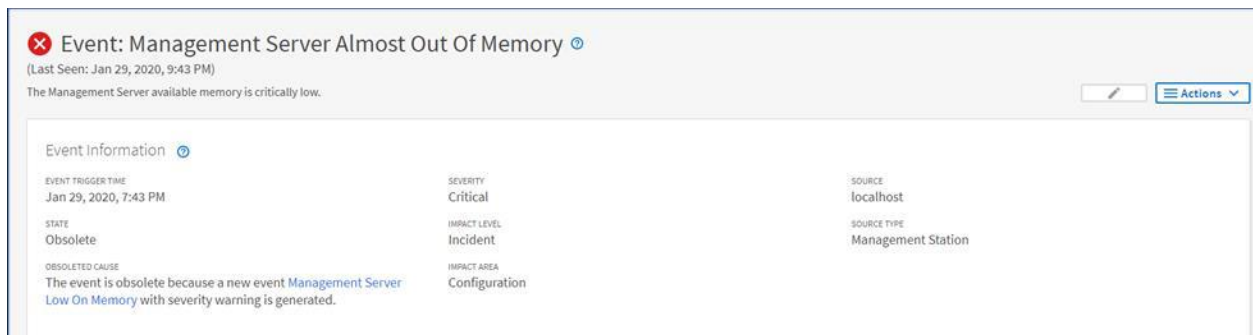 Event: Management Server Almost Out Of Memory
(Last Seen: Jan 29, 2020, 9:43 PM)
The Management Server available memory is critically low.
Actions
Event Information
EVENT TRIGGER TIME
Jan 29, 2020, 7:43 PM
SEVERITY
Critical
SOURCE
localhost
STATE
Obsolete
IMPACT LEVEL
Incident
SOURCE TYPE
Management Station
OBSOLETED CAUSE
The event is obsolete because a new event Management Server
Low On Memory with severity warning is generated.
IMPACT AREA
Configuration